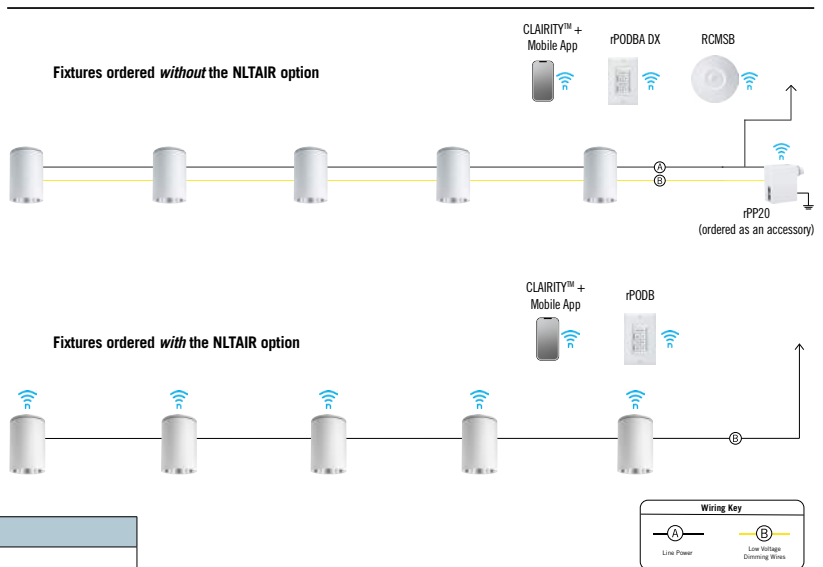 CLAIRITY™ +
Mobile App
rPODBA DX
RCMSB
Fixtures ordered without the NLTAIR option
A
B
rPP20
(ordered as an accessory)
CLAIRITY™ +
Mobile App
rPODB
Fixtures ordered with the NLTAIR option
B
Wiring Key
A
B
Line Power
Low Voltage
Dimming Wires